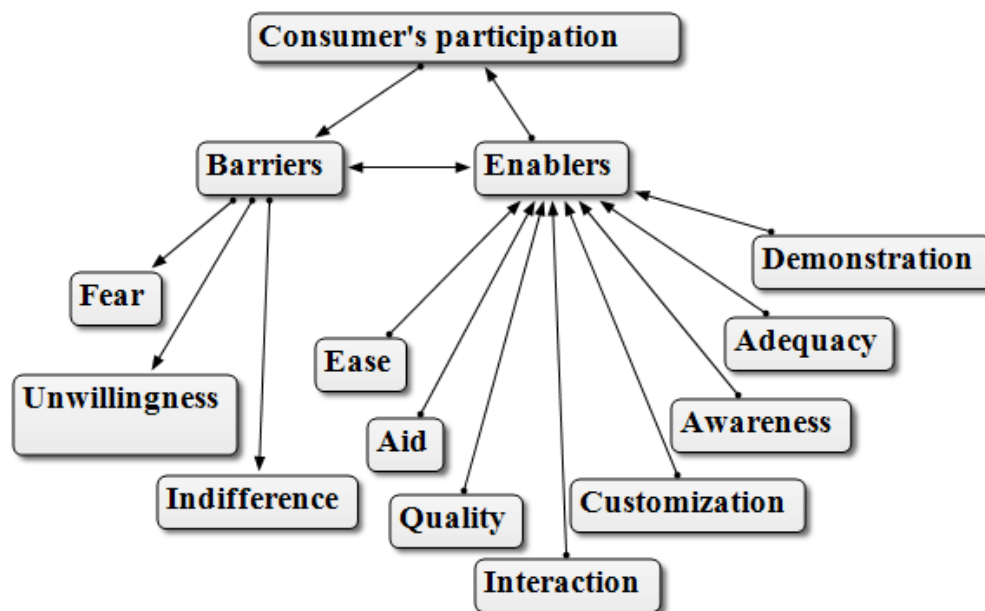 Consumer's participation
Barriers
Enablers
Demonstration
Fear
Adequacy
Ease
Unwillingness
Awareness
Aid
Indifference
Customization
Quality
Interaction